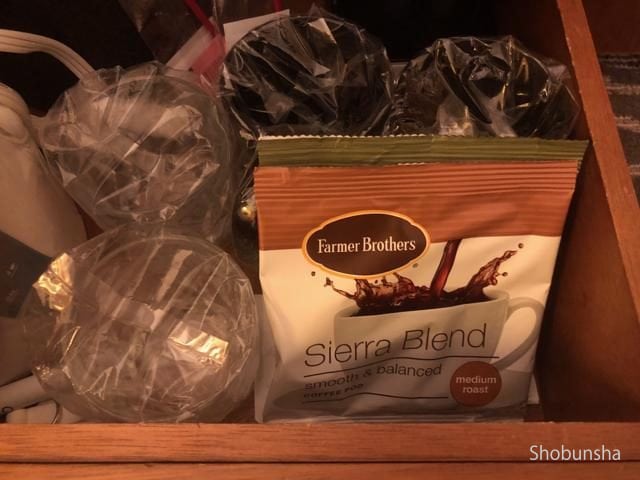 Farmer Brothers
Sierra Blend
smooth & balanced
COFFEE POD
medium
roast
Shobunsha